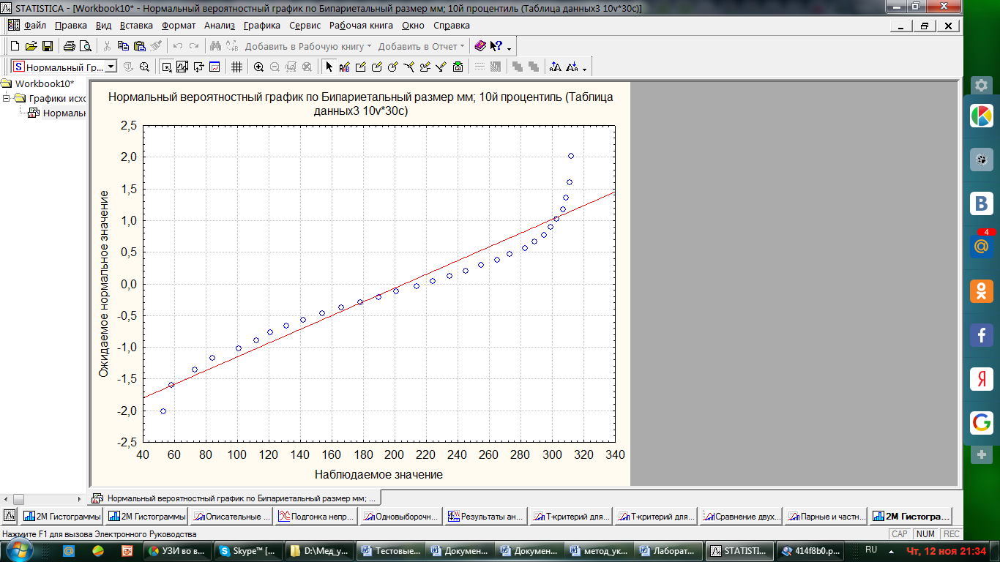 STATISTICA - [Workbook10* - Нормальный вероятностный график по Бипариетальный размер мм; 10й процентиль (Таблица данных3 10v*30c)]
Файл Правка Вид Вставка Формат Анализ Графика Сервис Рабочая книга Окно Справка
Добавить в Рабочую книгу Добавить в Отчет
Нормальный Гр...
Workbook10*
Графики исхо
Нормальн
Нормальный вероятностный график по Бипариетальный размер мм; 10й процентиль (Таблица
данных3 10v*30c)
Ожидаемое нормальное значение
2,5
2,0
1,5
1,0
0,5
0,0
-0,5
-1,0
-1,5
-2,0
-2,5
40 60 80 100 120 140 160 180 200 220 240 260 280 300 320 340
Наблюдаемое значение
4
Нормальный вероятностный график по Бипариетальный размер мм; ...
2М Гистограммы 2М Гистограммы Описательные ... Подгонка непр... Одновыборочн... Результаты ан... Т-критерий для... Т-критерий для... Сравнение двух... Парные и частн... 2М Гистогра...
Нажмите F1 для вызова Электронного Руководства
CAP NUM REC
УЗИ во в... Skype™ [... D:\Мед_у... Тестовые... Докумен... Докумен... метод_ук... Лаборат... STATISTI... 414f8b0.p... RU Чт, 12 ноя 21:34